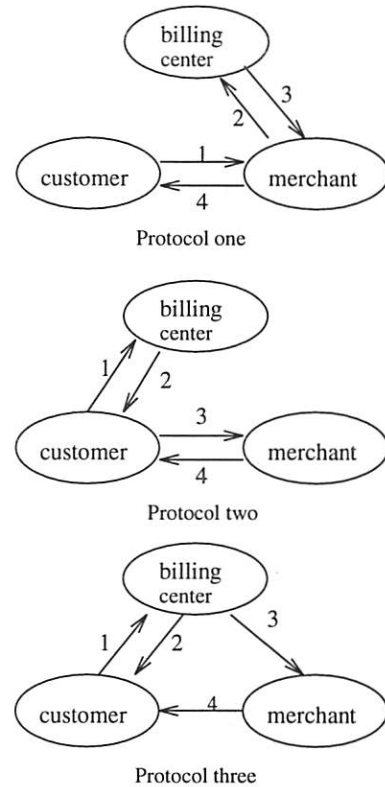 billing
center
3
2
1
customer
merchant
4
Protocol one
billing
center
1
2
3
customer
merchant
4
Protocol two
billing
center
1
2
3
customer
4
merchant
Protocol three